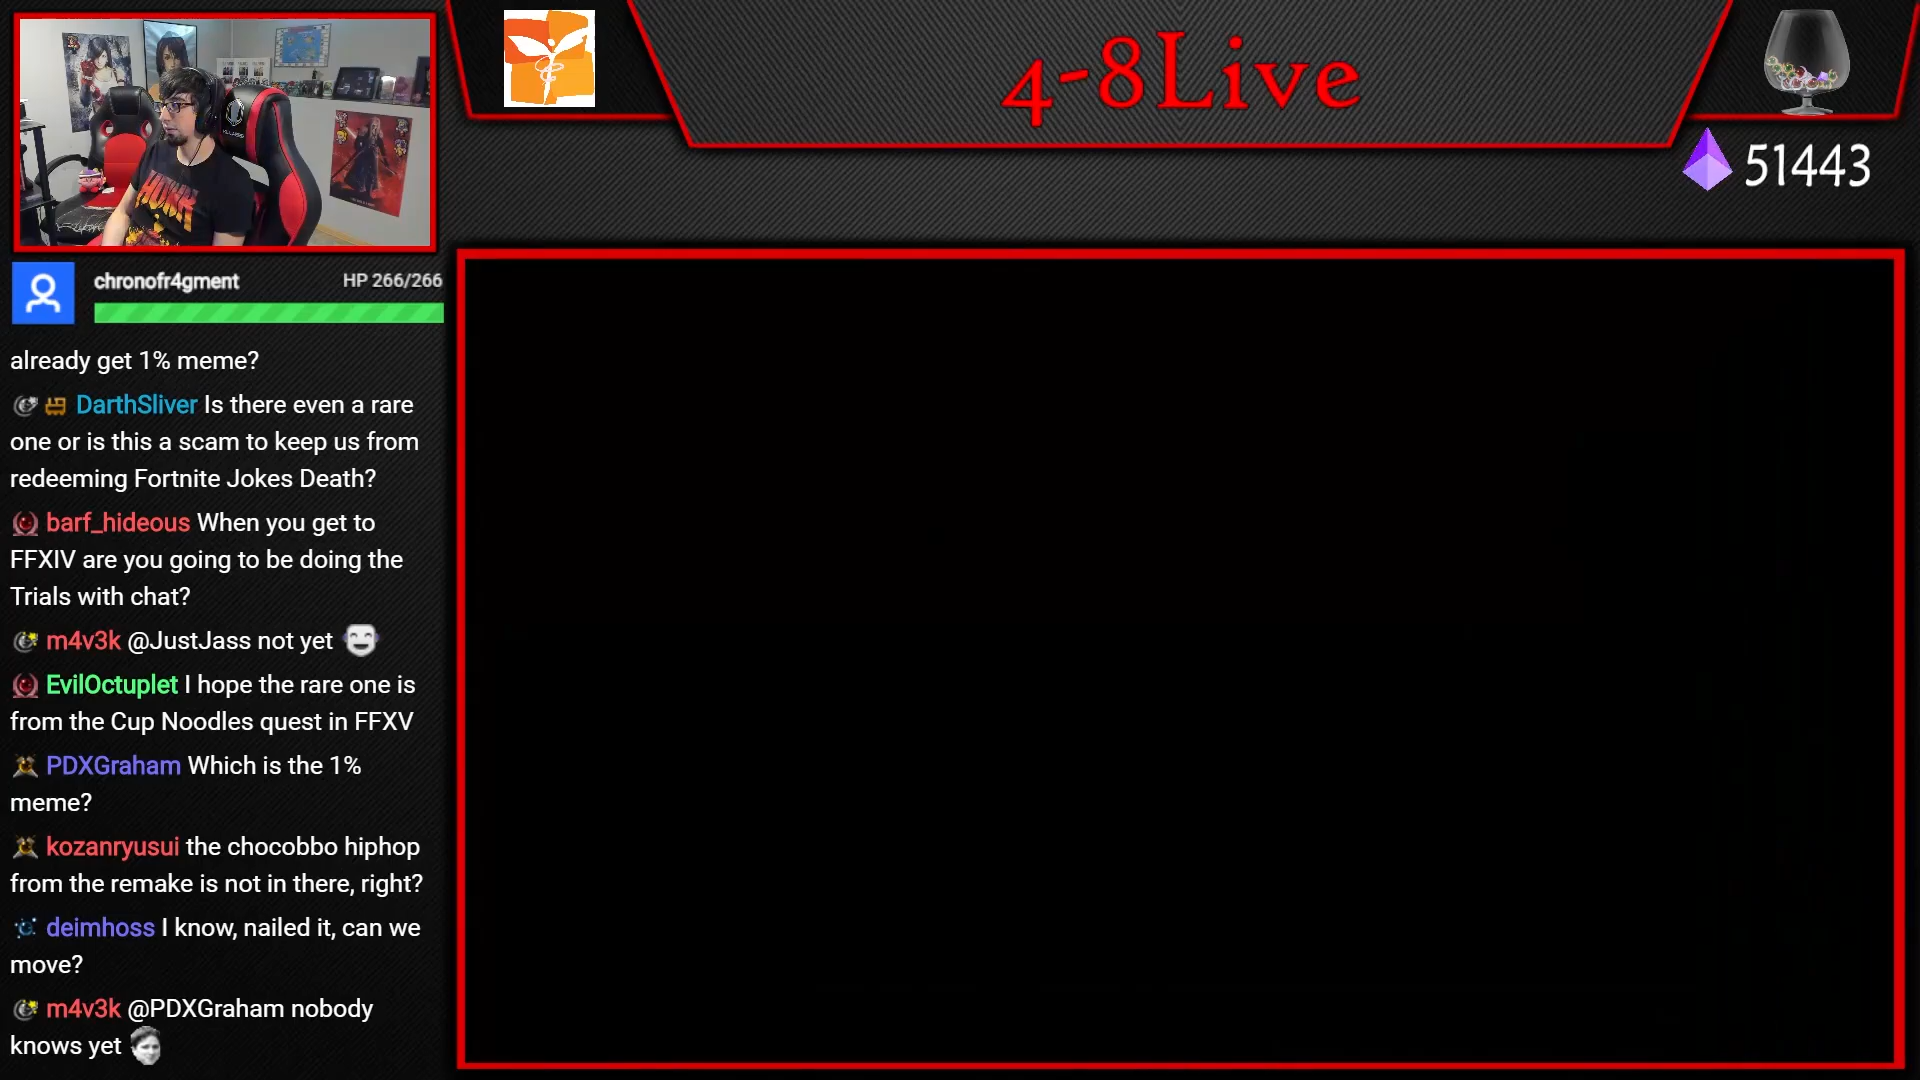 4-8Live
51443
chronofr4gment HP 266/266
already get 1% meme?
DarthSliver Is there even a rare
one or is this a scam to keep us from
redeeming Fortnite Jokes Death?
barf_hideous When you get to
FFXIV are you going to be doing the
Trials with chat?
m4v3k @JustJass not yet
EvilOctuplet I hope the rare one is
from the Cup Noodles quest in FFXV
PDXGraham Which is the 1%
meme?
kozanryusui the chocobbo hiphop
from the remake is not in there, right?
deimhoss I know, nailed it, can we
move?
m4v3k @PDXGraham nobody
knows yet